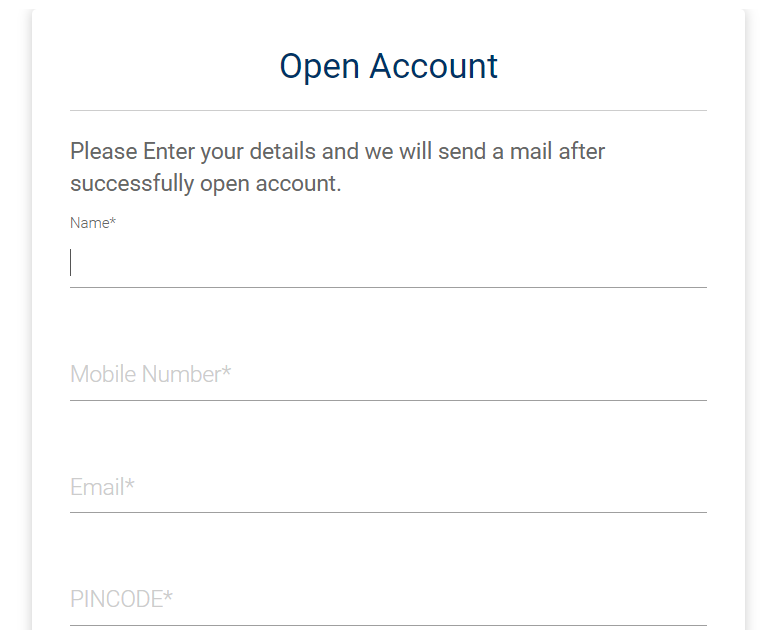 Open Account
Please Enter your details and we will send a mail after
successfully open account.
Name*
Mobile Number*
Email*
PINCODE*